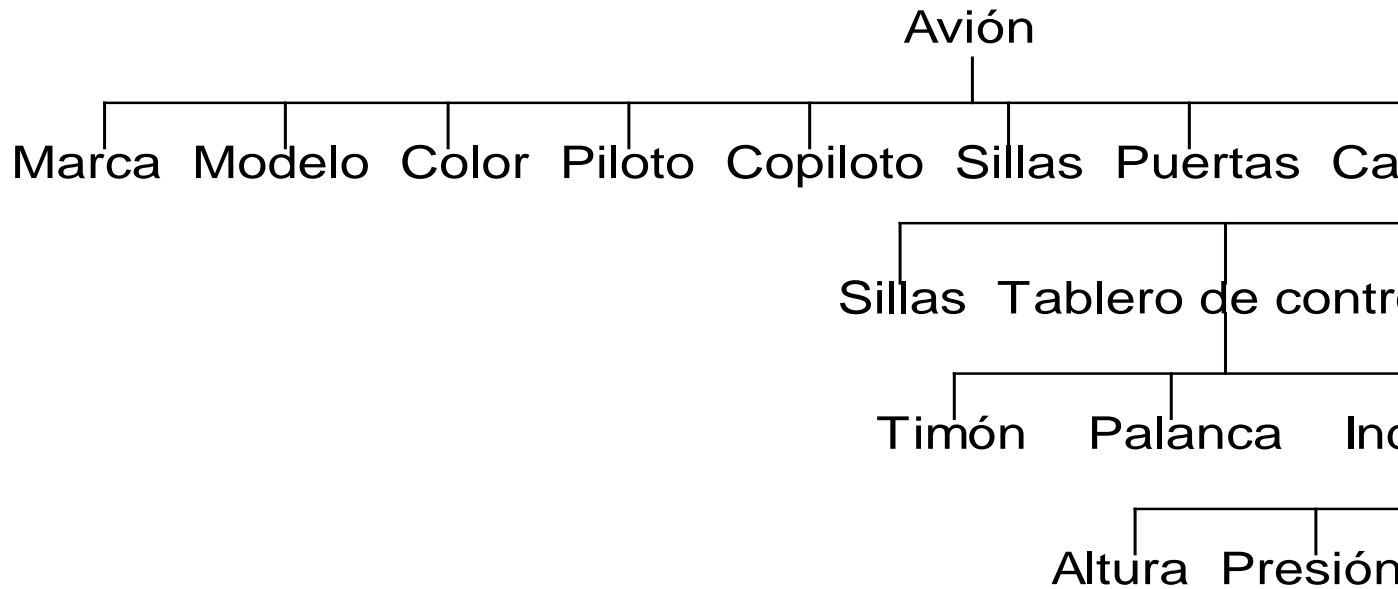 Avión
Marca Modelo Color Piloto Copiloto Sillas Puertas
Sillas Tablero de
Timón Palanca
Altura Presión